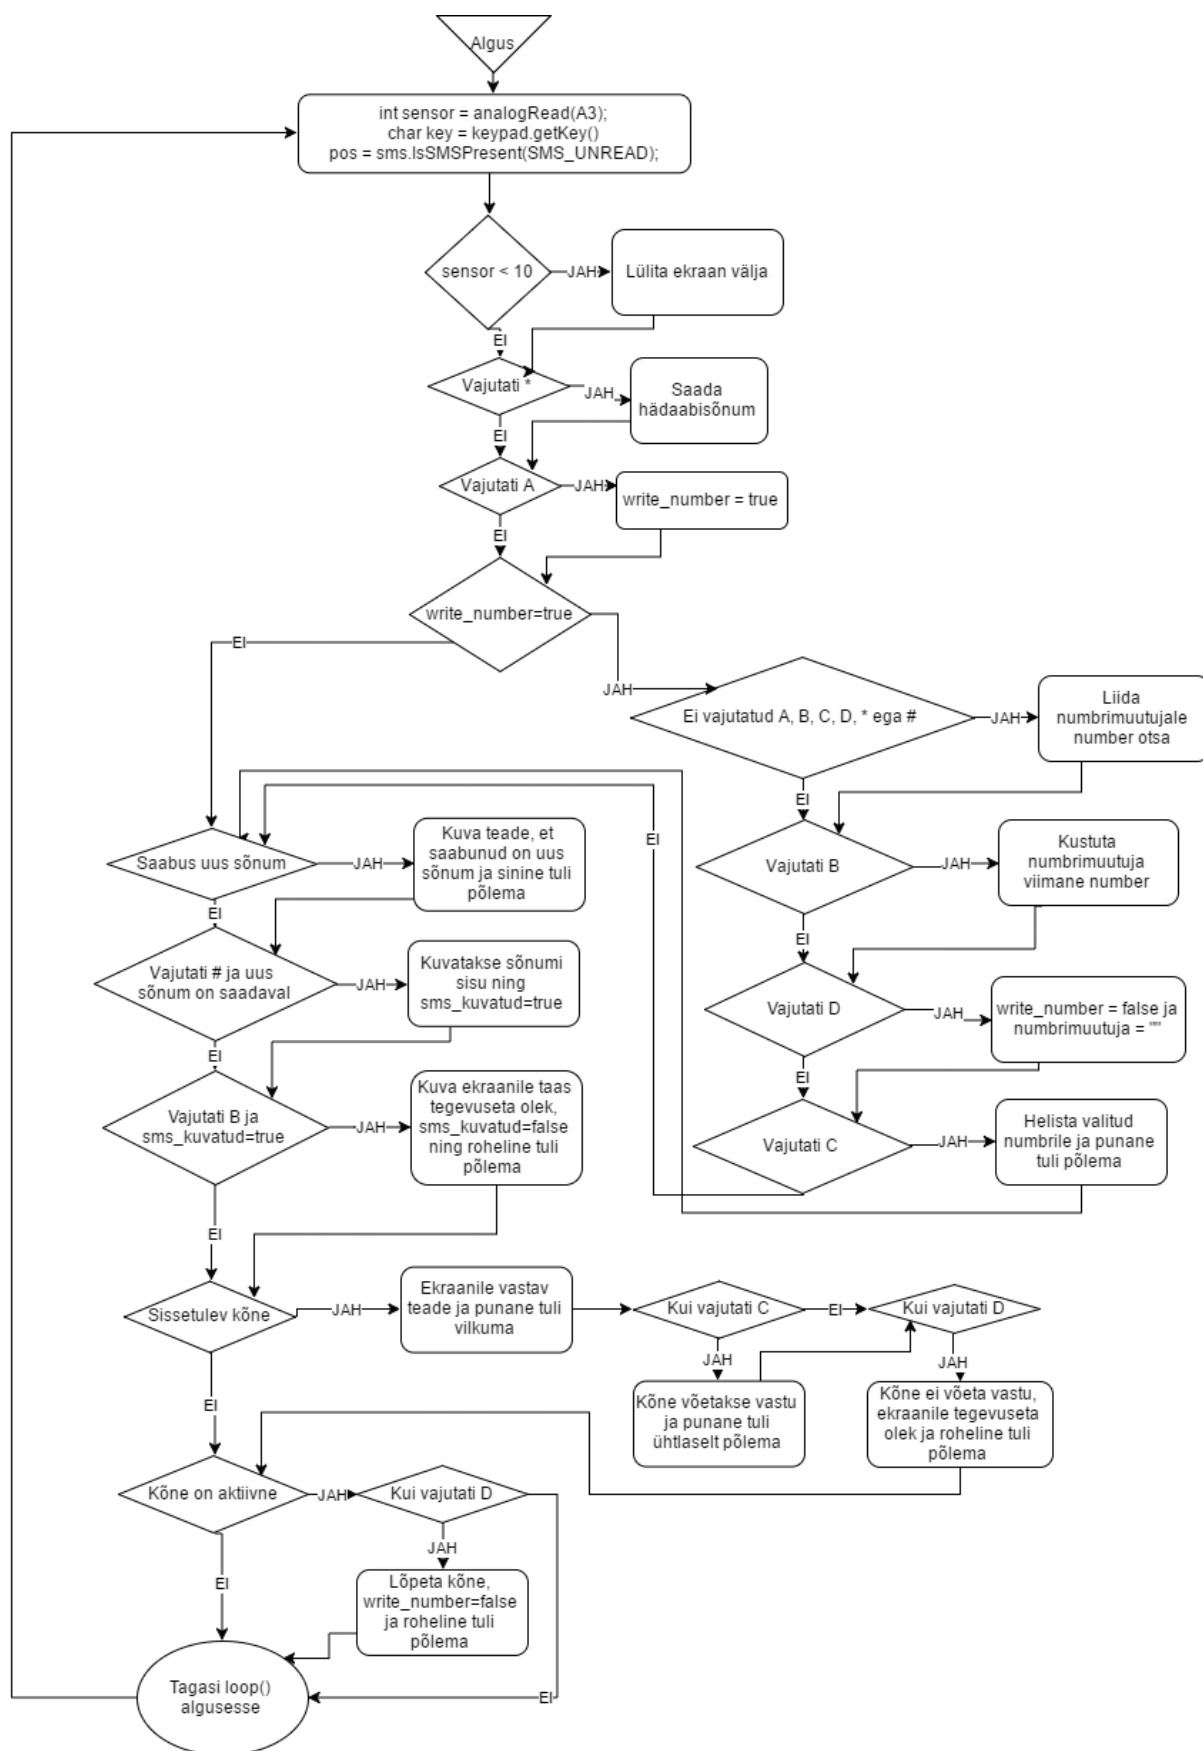 Algus
int sensor = analogRead(A3);
char key = keypad.getKey()
pos = sms.IsSMSPresent(SMS_UNREAD);
sensor < 10
JAH
Lülita ekraan välja
EI
Vajutati *
JAH
Saada
hädaabisõnum
EI
Vajutati A
JAH
write_number = true
EI
write_number=true
EI
JAH
Ei vajutatud A, B, C, D, * ega #
JAH
Liida
numbrimuutujale
number otsa
EI
Vajutati B
JAH
Kustuta
numbrimuutuja
viimane number
EI
Vajutati D
JAH
write_number = false ja
numbrimuutuja = ""
EI
Vajutati C
JAH
Helista valitud
numbrile ja punane
tuli põlema
EI
Saabus uus sõnum
JAH
Kuva teade, et
saabunud on uus
sõnum ja sinine tuli
põlema
EI
Vajutati # ja uus
sõnum on saadaval
JAH
Kuvatakse sõnumi
sisu ning
sms_kuvatud=true
EI
Vajutati B ja
sms_kuvatud=true
JAH
Kuva ekraanile taas
tegevuseta olek,
sms_kuvatud=false
ning roheline tuli
põlema
EI
Sissetulev kõne
JAH
Ekraanile vastav
teade ja punane tuli
vilkuma
Kui vajutati C
EI
Kui vajutati D
JAH
Kõne võetakse vastu
ja punane tuli
ühtlaselt põlema
JAH
Kõne ei võeta vastu,
ekraanile tegevuseta
olek ja roheline tuli
põlema
EI
Kõne on aktiivne
JAH
Kui vajutati D
JAH
Lõpeta kõne,
write_number=false
ja roheline tuli
põlema
EI
EI
Tagasi loop()
algusesse